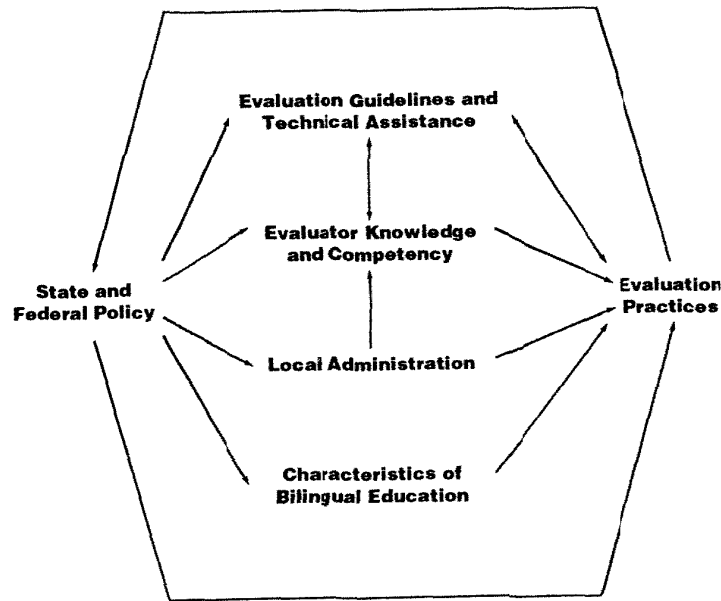 Evaluation Guidelines and
Technical Assistance
Evaluator Knowledge
and Competency
State and
Federal Policy
Evaluation
Practices
Local Administration
Characteristics of
Bilingual Education